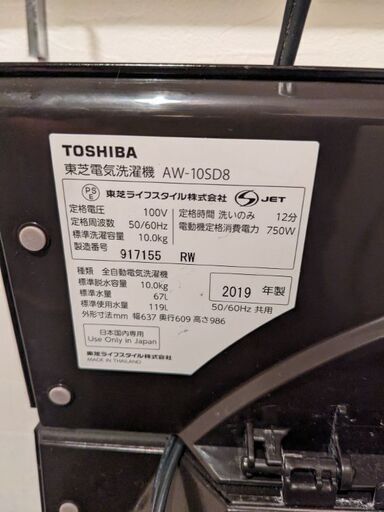 TOSHIBA
東芝電気洗濯機 AW-10SD8
PS
E
東芝ライフスタイル株式会社 S JET
定格電圧 100V
定格周波数 50/60Hz
標準洗濯容量 10.0kg
定格時間 洗いのみ 12分
電動機定格消費電力 750W
製造番号
917155 RW
種類 全自動電気洗濯機
標準脱水容量 10.0kg
標準水量 67L
標準使用水量 119L
外形寸法mm 幅637 奥行609 高さ986
2019 年製
50/60Hz 共用
日本国内専用
Use Only in Japan
東芝ライフスタイル株式会社
MADE IN THAILAND